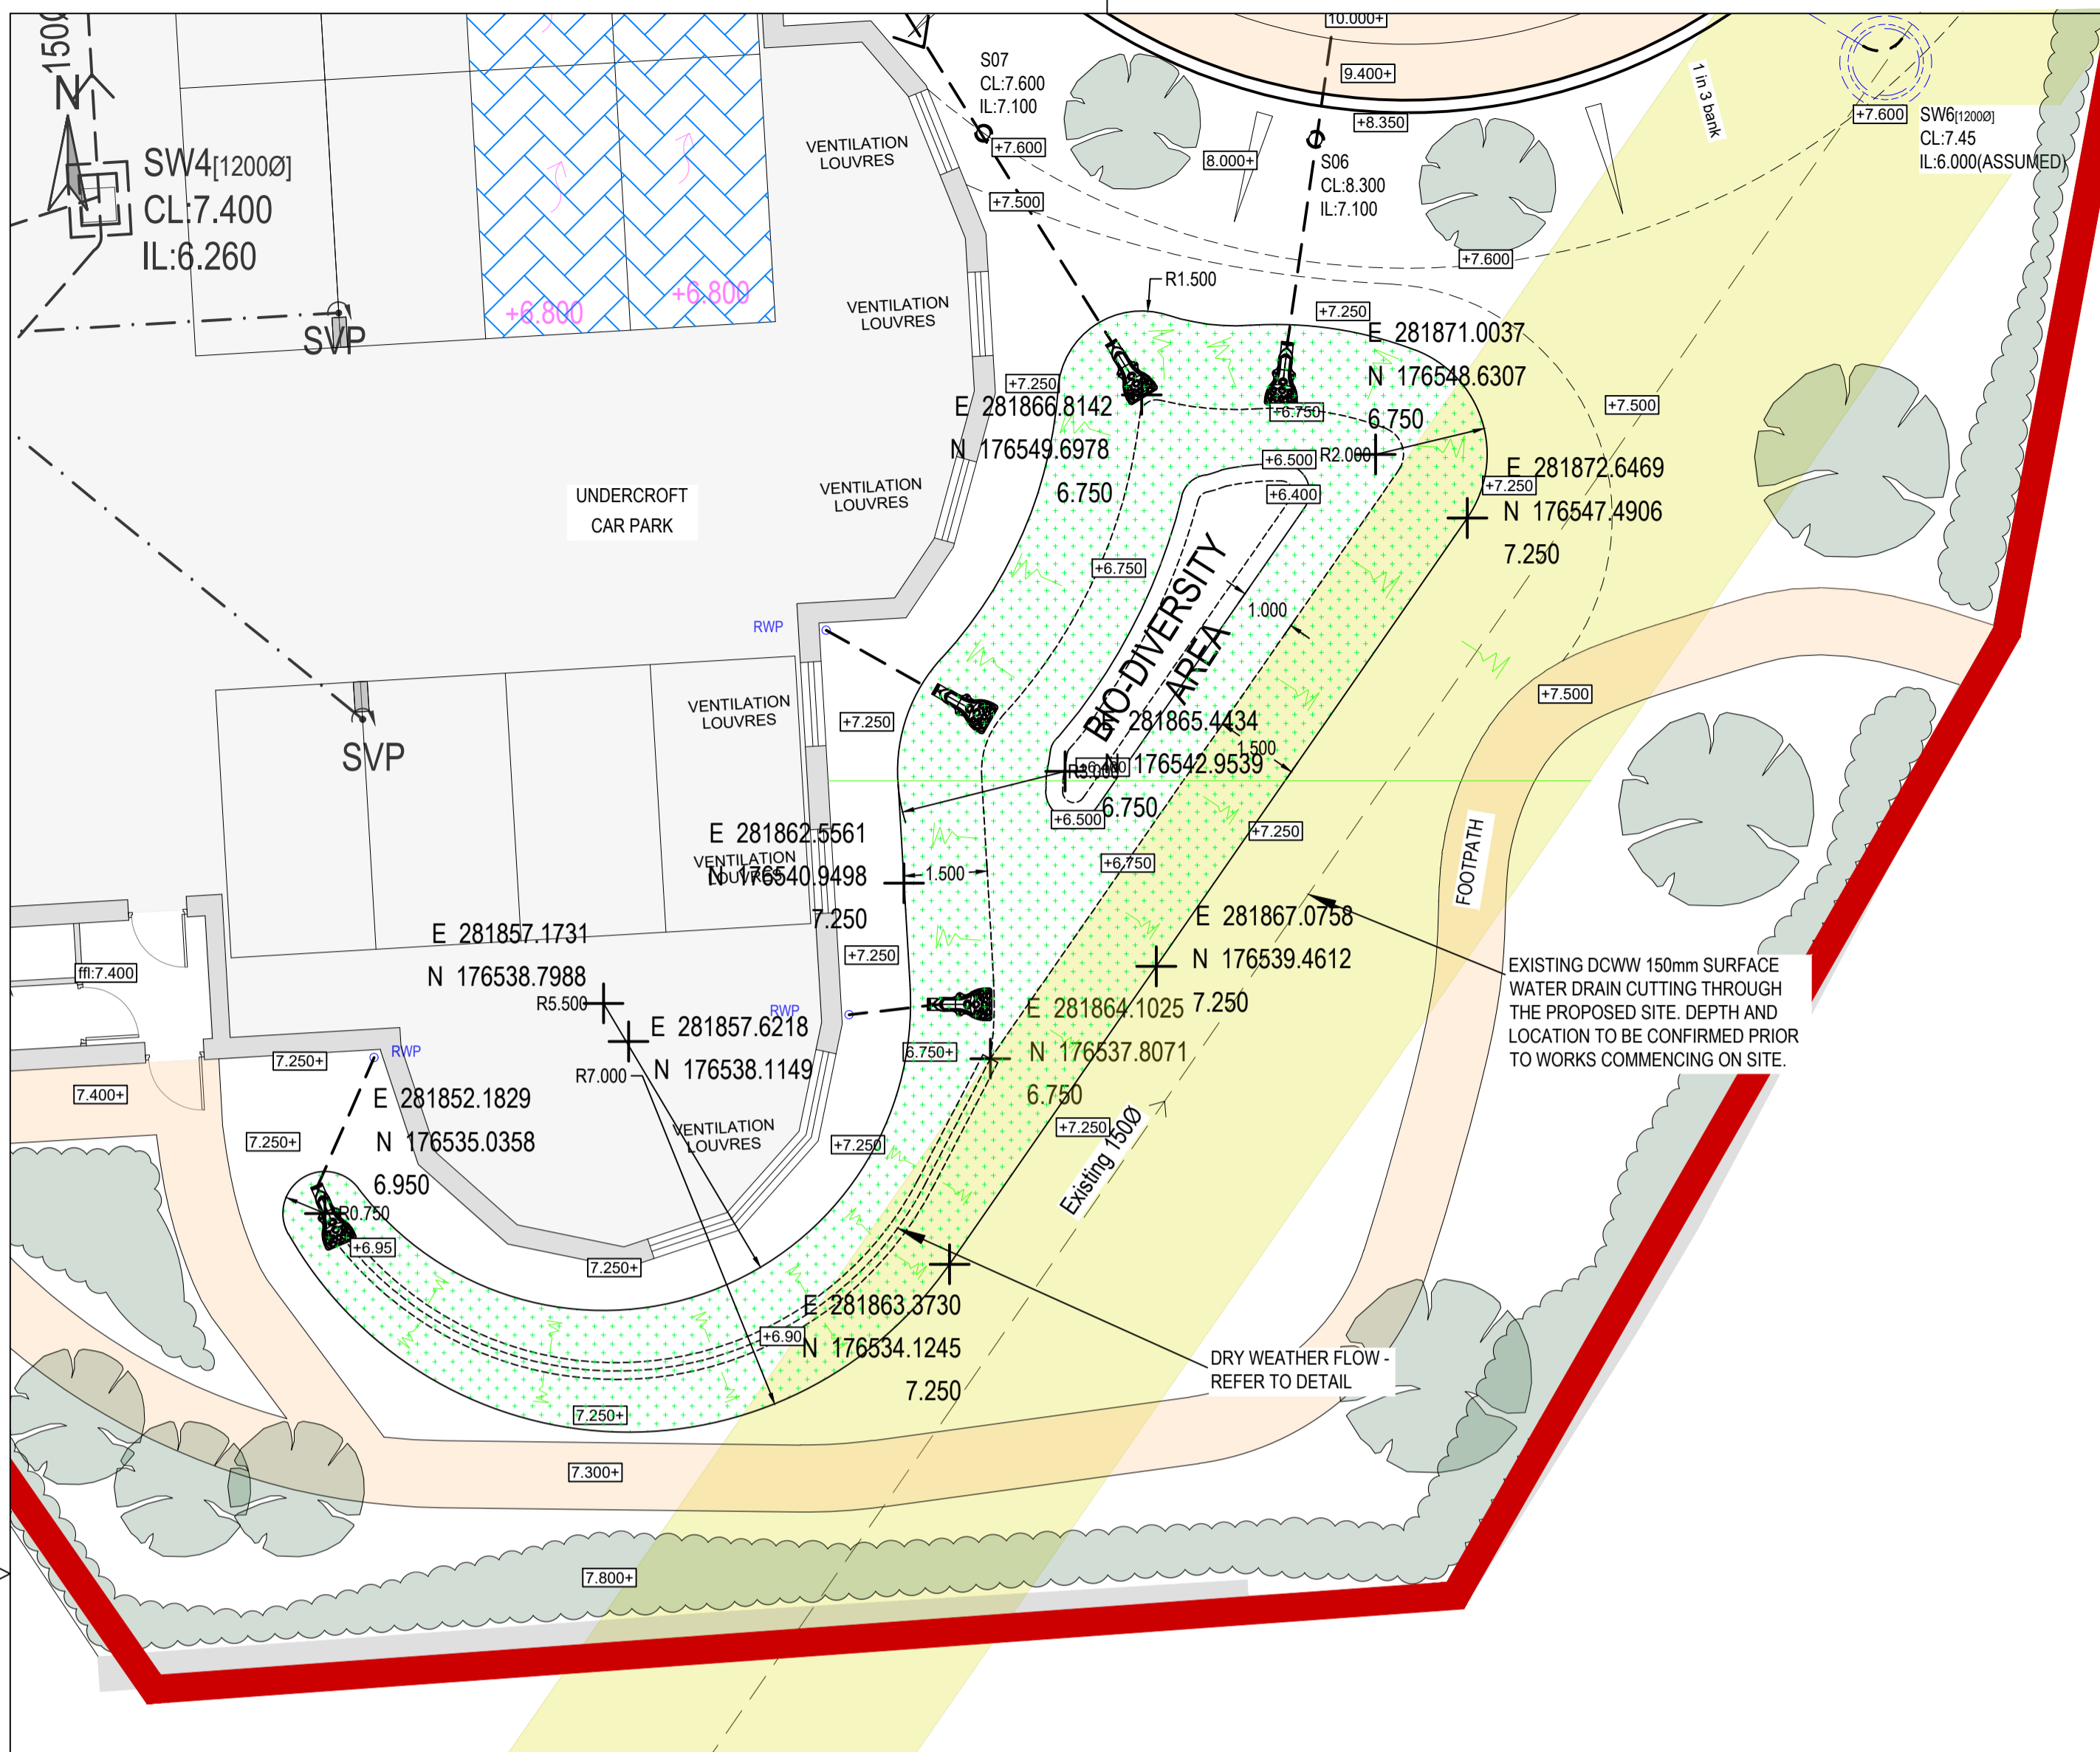 10.000+
9.400+
+8.350
1500
N
SW4[1200Ø]
CL:7.400
IL:6.260
SVP
+6.800
+6.800
VENTILATION
LOUVRES
S07
CL:7.600
IL:7.100
+7.600
+7.500
8.000+
S06
CL:8.300
IL:7.100
1 in 3 bank
+7.600
SW6[1200Ø]
CL:7.45
IL:6.000(ASSUMED)
+7.600
R1.500
VENTILATION
LOUVRES
+7.250
E 281871.0037
N 176548.6307
6.750
+7.250
E 281866.8142
N 176549.6978
6.750
+6.750
+7.500
R2.000
+6.500
+6.400
E 281872.6469
+7.250
N 176547.4906
7.250
UNDERCROFT
CAR PARK
VENTILATION
LOUVRES
+6.750
BIO-DIVERSITY
AREA
1.000
RWP
VENTILATION
LOUVRES
+7.250
+7.500
SVP
E 281865.4434
N 176542.9539
6.750
1.500
R3.000
+6.400
+6.500
+7.250
+6.750
E 281862.5561
N 176540.9498
7.250
VENTILATION
LOUVRES
1.500
FOOTPATH
E 281857.1731
N 176538.7988
R5.500
+7.250
E 281867.0758
N 176539.4612
7.250
EXISTING DCWW 150mm SURFACE
WATER DRAIN CUTTING THROUGH
THE PROPOSED SITE. DEPTH AND
LOCATION TO BE CONFIRMED PRIOR
TO WORKS COMMENCING ON SITE.
ffl:7.400
RWP
E 281857.6218
N 176538.1149
R7.000
E 281864.1025
N 176537.8071
6.750
6.750+
RWP
7.250+
7.400+
E 281852.1829
N 176535.0358
6.950
7.250+
VENTILATION
LOUVRES
+7.250
+7.250
Existing 150Ø
R0.750
+6.95
7.250+
E 281863.3730
N 176534.1245
7.250
+6.90
DRY WEATHER FLOW -
REFER TO DETAIL
7.250+
7.300+
7.800+